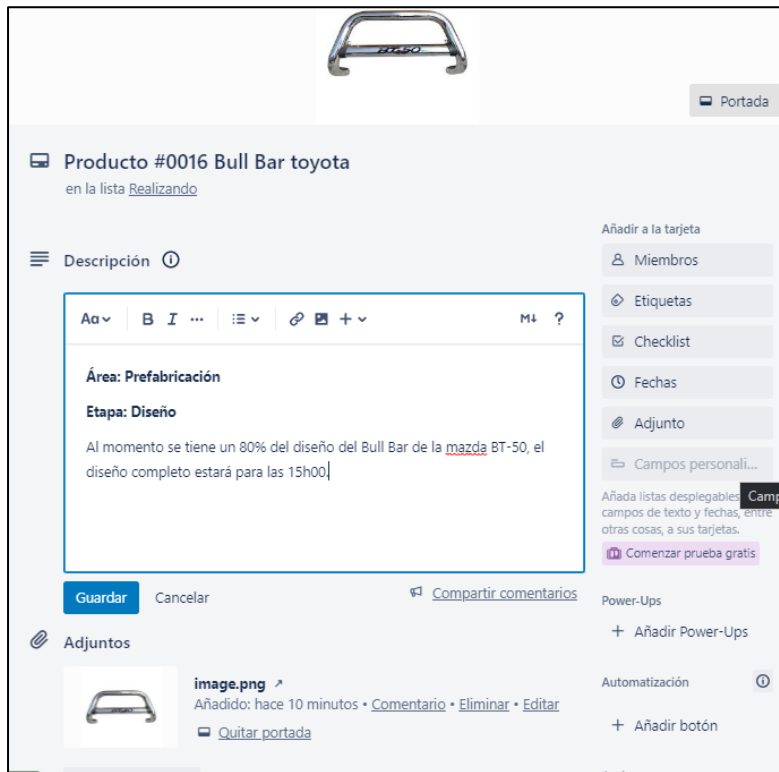 BT-50
Portada
Producto #0016 Bull Bar toyota
en la lista Realizando
Añadir a la tarjeta
Miembros
Descripción
Etiquetas
Aa B I ... M↓ ?
Checklist
Área: Prefabricación
Fechas
Etapa: Diseño
Adjunto
Al momento se tiene un 80% del diseño del Bull Bar de la mazda BT-50, el
diseño completo estará para las 15h00.
Campos personali...
Añada listas desplegables
Camp
campos de texto y fechas, entre
otras cosas, a sus tarjetas.
Comenzar prueba gratis
Guardar Cancelar Compartir comentarios
Power-Ups
+ Añadir Power-Ups
Adjuntos
image.png ↗
Añadido: hace 10 minutos • Comentario • Eliminar • Editar
Automatización
Quitar portada
+ Añadir botón